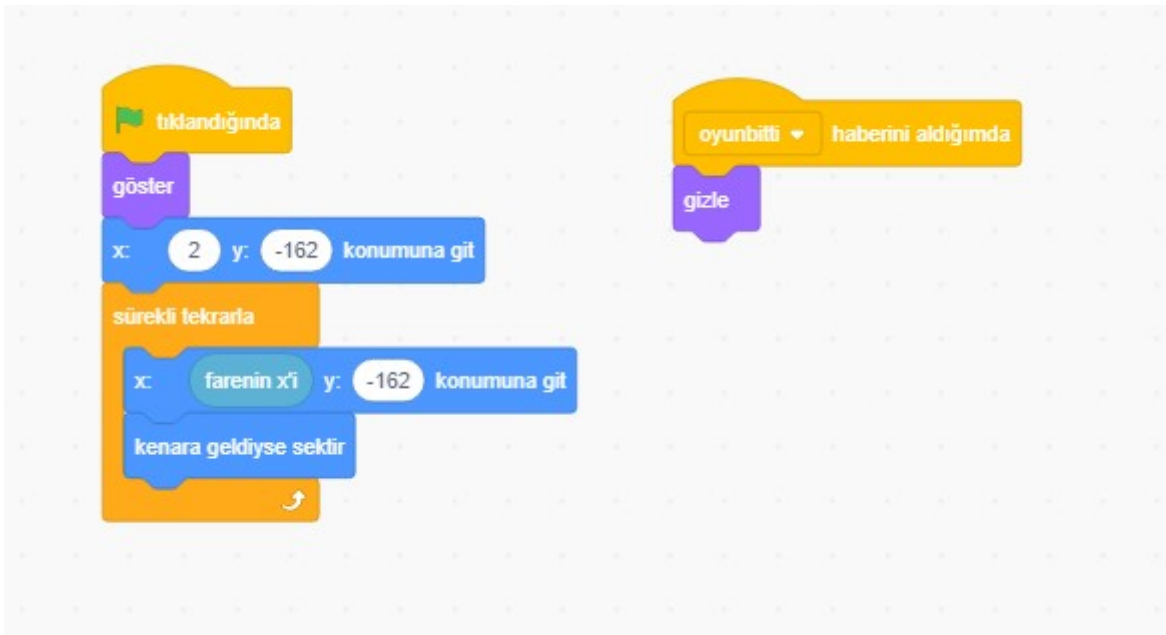 tıklandığında
göster
x: 2 y: -162 konumuna git
sürekli tekrarla
x: farenin x'i y: -162 konumuna git
kenara geldiyse sektir
oyunbitti haberini aldığımda
gizle